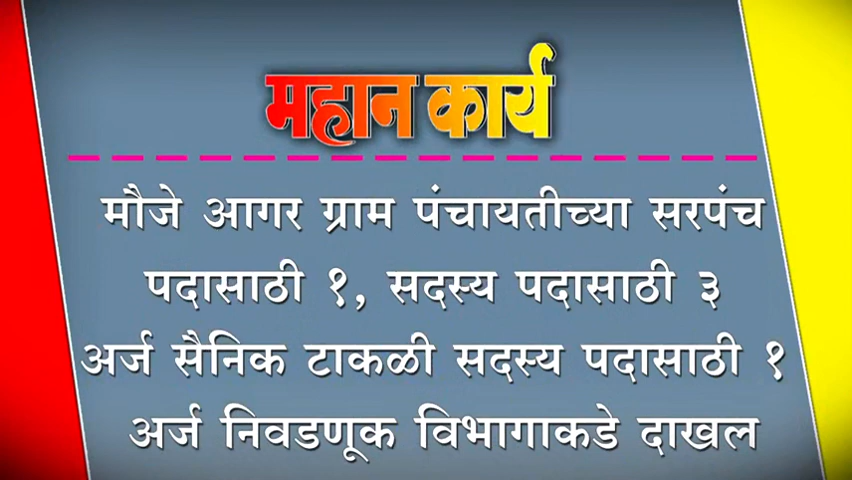 महान कार्य
मौजे आगर ग्राम पंचायतीच्या सरपंच
पदासाठी १, सदस्य पदासाठी ३
अर्ज सैनिक टाकळी सदस्य पदासाठी १
अर्ज निवडणूक विभागाकडे दाखल